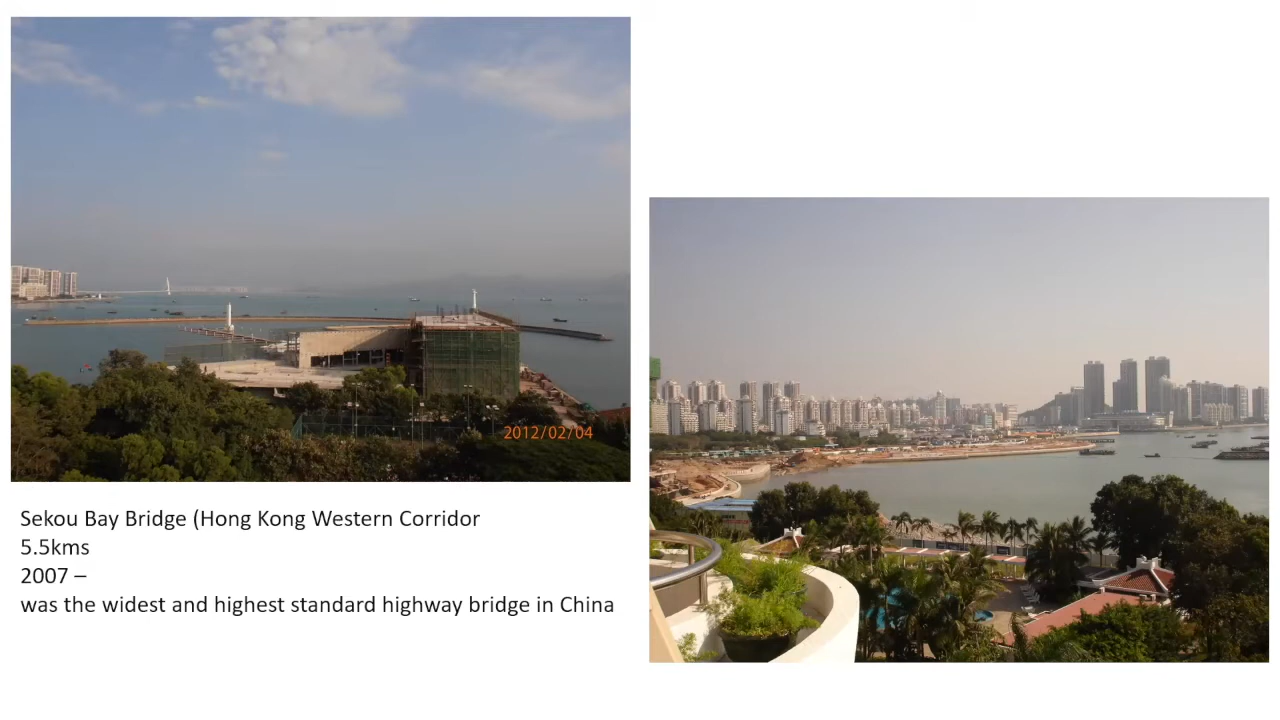 2012/02/04
Sekou Bay Bridge (Hong Kong Western Corridor
5.5kms
2007 –
was the widest and highest standard highway bridge in China